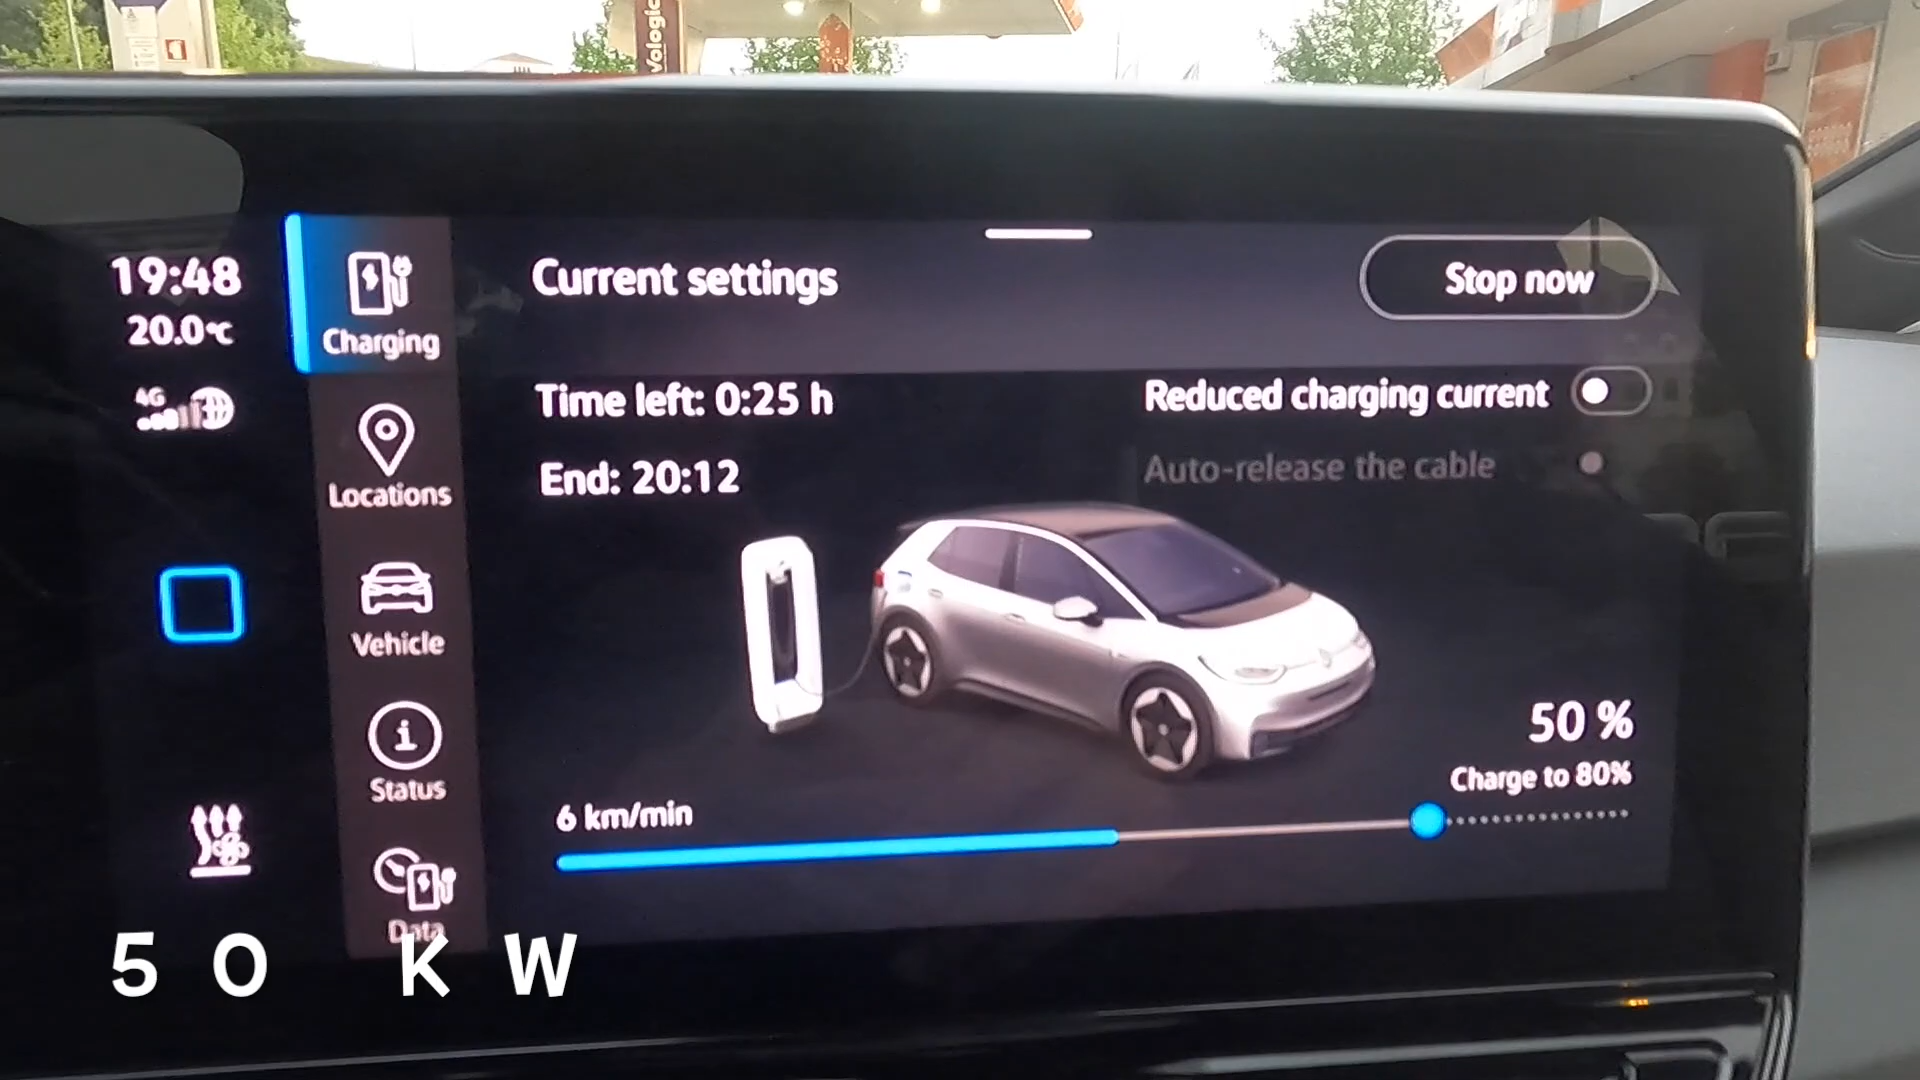 Vologic
19:48
20.0°C
4G
Charging
Locations
Vehicle
Status
Data
Current settings
Stop now
Time left: 0:25 h
End: 20:12
Reduced charging current
Auto-release the cable
50 %
Charge to 80%
6 km/min
50 KW